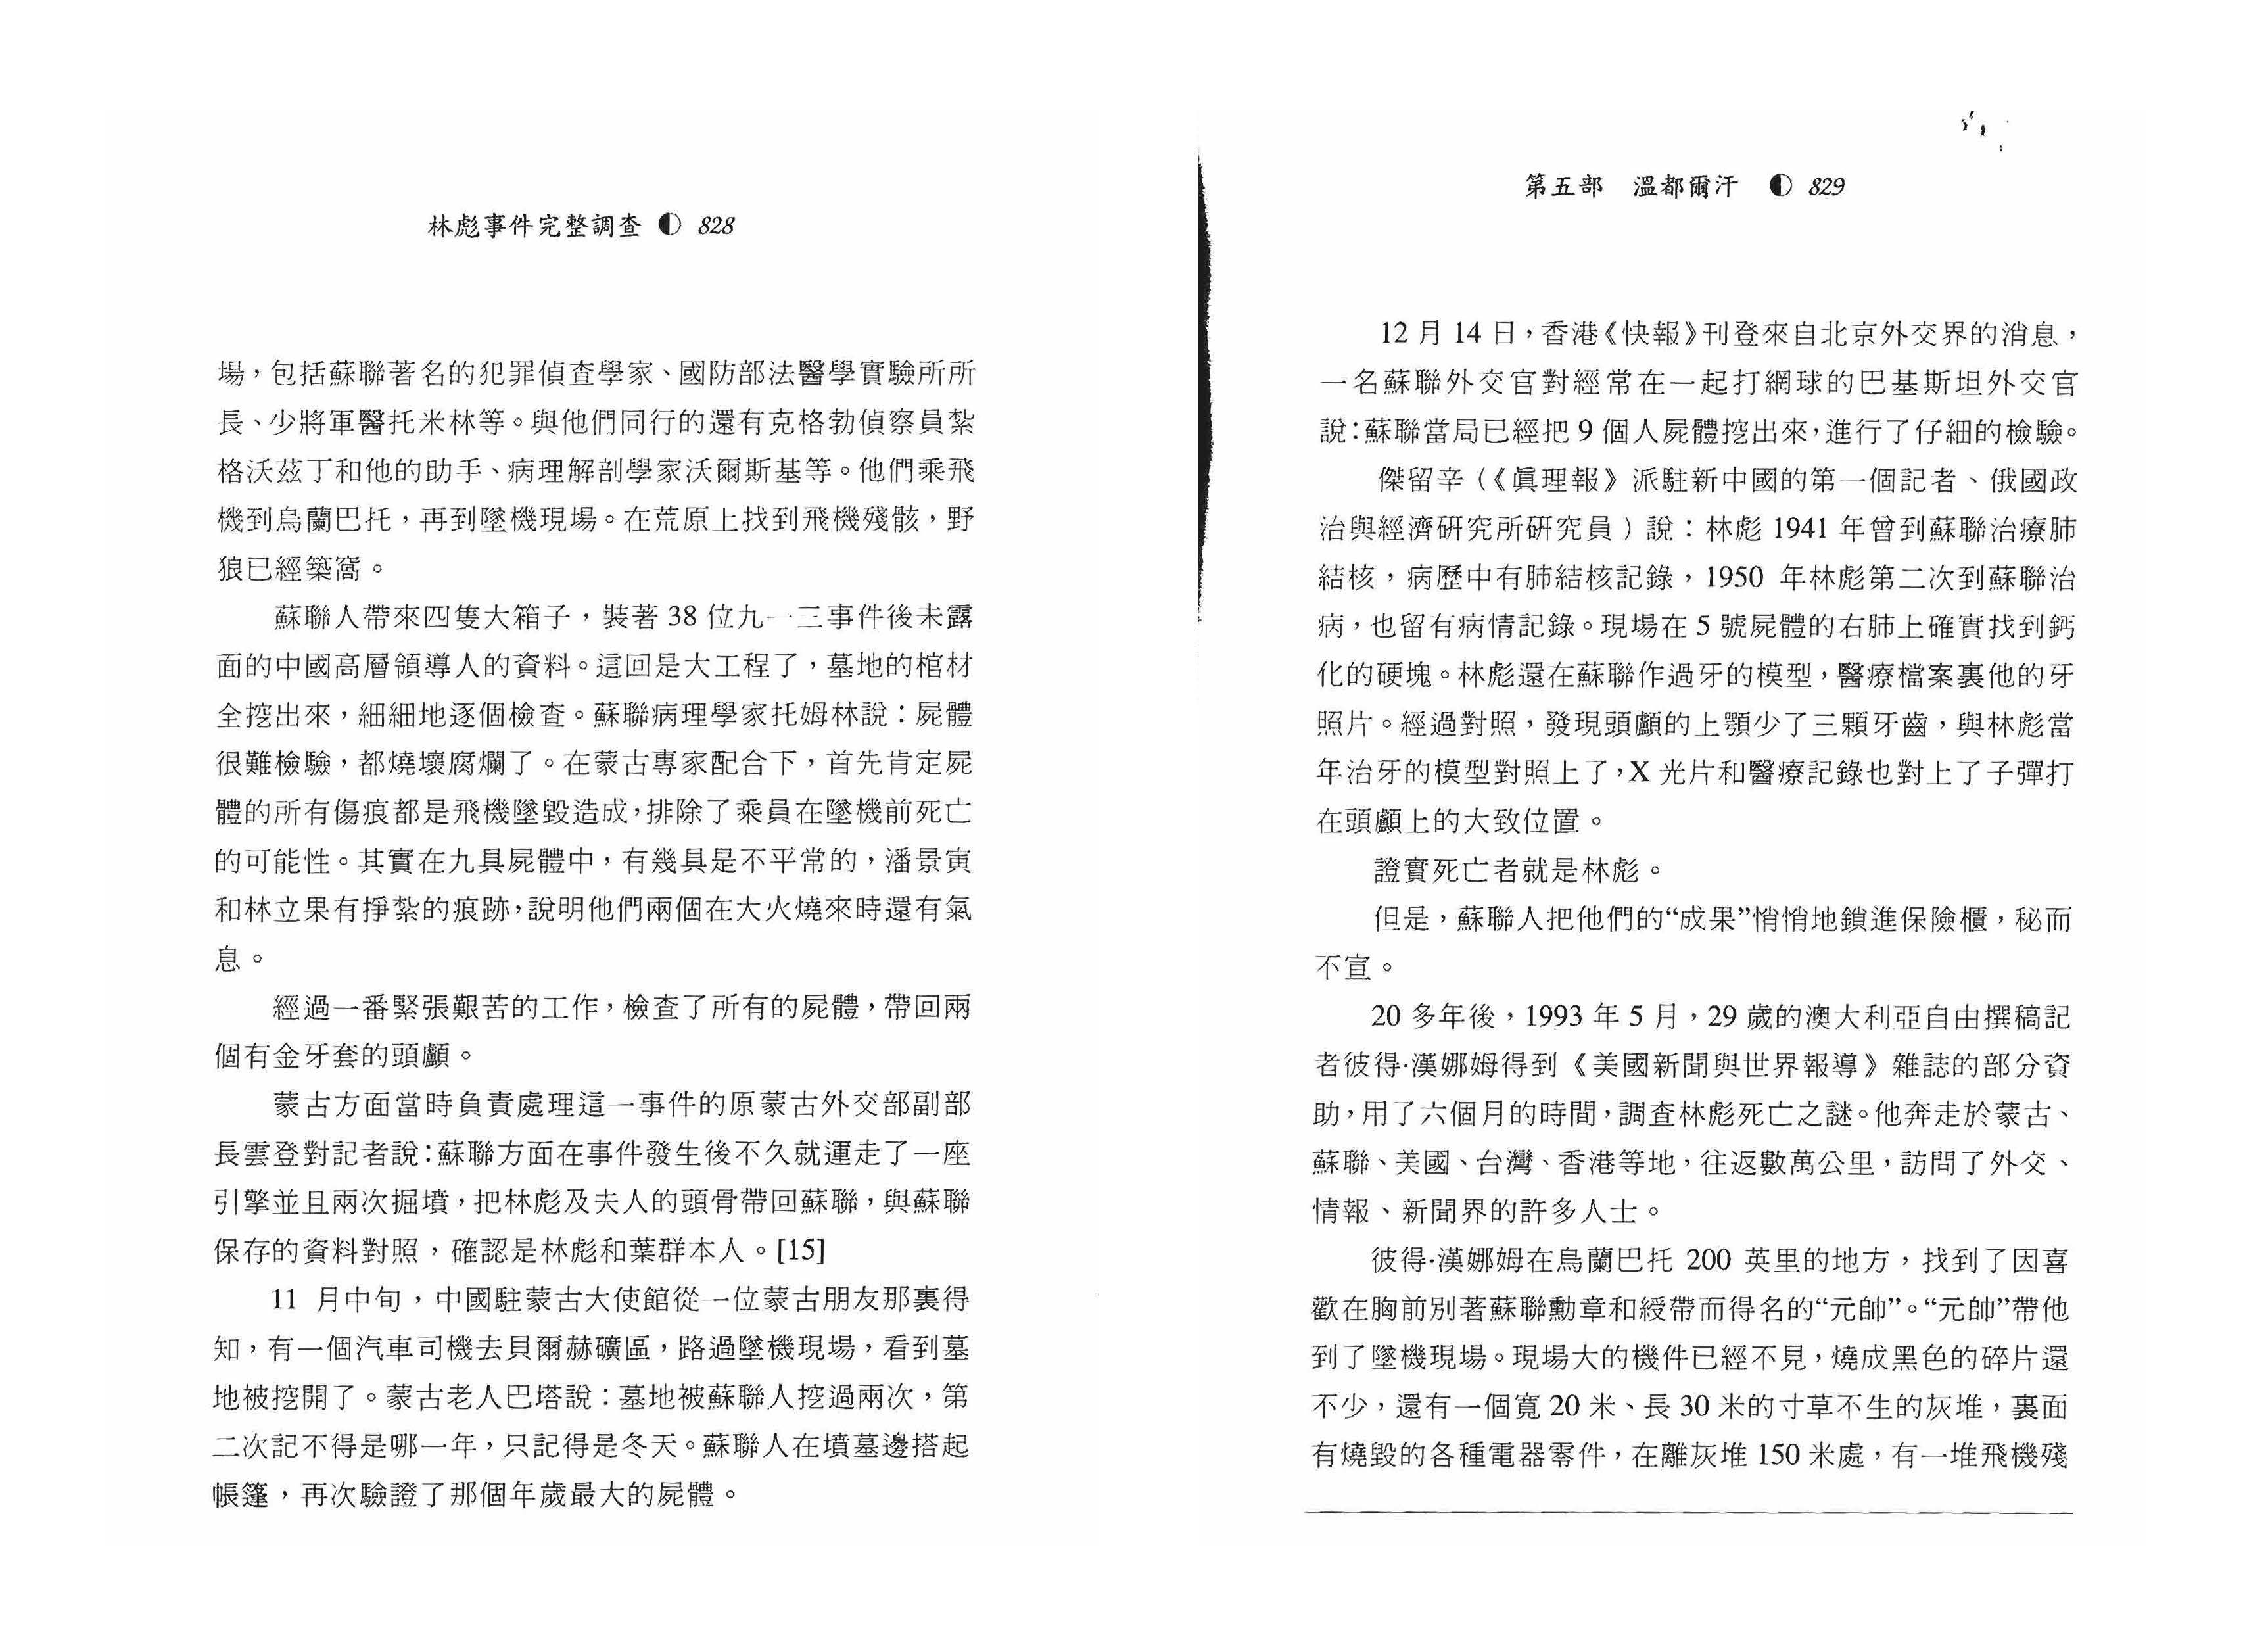 林彪事件完整調查 ◐ 828
場，包括蘇聯著名的犯罪偵查學家、國防部法醫學實驗所所
長、少將軍醫托米林等。與他們同行的還有克格勃偵察員紮
格沃茲丁和他的助手、病理解剖學家沃爾斯基等。他們乘飛
機到烏蘭巴托，再到墜機現場。在荒原上找到飛機殘骸，野
狼已經築窩。
蘇聯人帶來四隻大箱子，裝著 38 位九一三事件後未露
面的中國高層領導人的資料。這回是大工程了，墓地的棺材
全挖出來，細細地逐個檢查。蘇聯病理學家托姆林說：屍體
很難檢驗，都燒壞腐爛了。在蒙古專家配合下，首先肯定屍
體的所有傷痕都是飛機墜毀造成，排除了乘員在墜機前死亡
的可能性。其實在九具屍體中，有幾具是不平常的，潘景寅
和林立果有掙紮的痕跡，說明他們兩個在大火燒來時還有氣
息。
經過一番緊張艱苦的工作，檢查了所有的屍體，帶回兩
個有金牙套的頭顱。
蒙古方面當時負責處理這一事件的原蒙古外交部副部
長雲登對記者說：蘇聯方面在事件發生後不久就運走了一座
引擎並且兩次掘墳，把林彪及夫人的頭骨帶回蘇聯，與蘇聯
保存的資料對照，確認是林彪和葉群本人。[15]
11 月中旬，中國駐蒙古大使館從一位蒙古朋友那裏得
知，有一個汽車司機去貝爾赫礦區，路過墜機現場，看到墓
地被挖開了。蒙古老人巴塔說：墓地被蘇聯人挖過兩次，第
二次記不得是哪一年，只記得是冬天。蘇聯人在墳墓邊搭起
帳篷，再次驗證了那個年歲最大的屍體。
第五部 溫都爾汗 ◐ 829
12 月 14 日，香港《快報》刊登來自北京外交界的消息，
一名蘇聯外交官對經常在一起打網球的巴基斯坦外交官
說：蘇聯當局已經把 9 個人屍體挖出來，進行了仔細的檢驗。
傑留辛（《眞理報》派駐新中國的第一個記者、俄國政
治與經濟研究所研究員）說：林彪 1941 年曾到蘇聯治療肺
結核，病歷中有肺結核記錄，1950 年林彪第二次到蘇聯治
病，也留有病情記錄。現場在 5 號屍體的右肺上確實找到鈣
化的硬塊。林彪還在蘇聯作過牙的模型，醫療檔案裏他的牙
照片。經過對照，發現頭顱的上顎少了三顆牙齒，與林彪當
年治牙的模型對照上了，X 光片和醫療記錄也對上了子彈打
在頭顱上的大致位置。
證實死亡者就是林彪。
但是，蘇聯人把他們的“成果”悄悄地鎖進保險櫃，秘而
不宣。
20 多年後，1993 年 5 月，29 歲的澳大利亞自由撰稿記
者彼得·漢娜姆得到《美國新聞與世界報導》雜誌的部分資
助，用了六個月的時間，調查林彪死亡之謎。他奔走於蒙古、
蘇聯、美國、台灣、香港等地，往返數萬公里，訪問了外交、
情報、新聞界的許多人士。
彼得·漢娜姆在烏蘭巴托 200 英里的地方，找到了因喜
歡在胸前別著蘇聯勳章和綬帶而得名的“元帥”。“元帥”帶他
到了墜機現場。現場大的機件已經不見，燒成黑色的碎片還
不少，還有一個寬 20 米、長 30 米的寸草不生的灰堆，裏面
有燒毀的各種電器零件，在離灰堆 150 米處，有一堆飛機殘